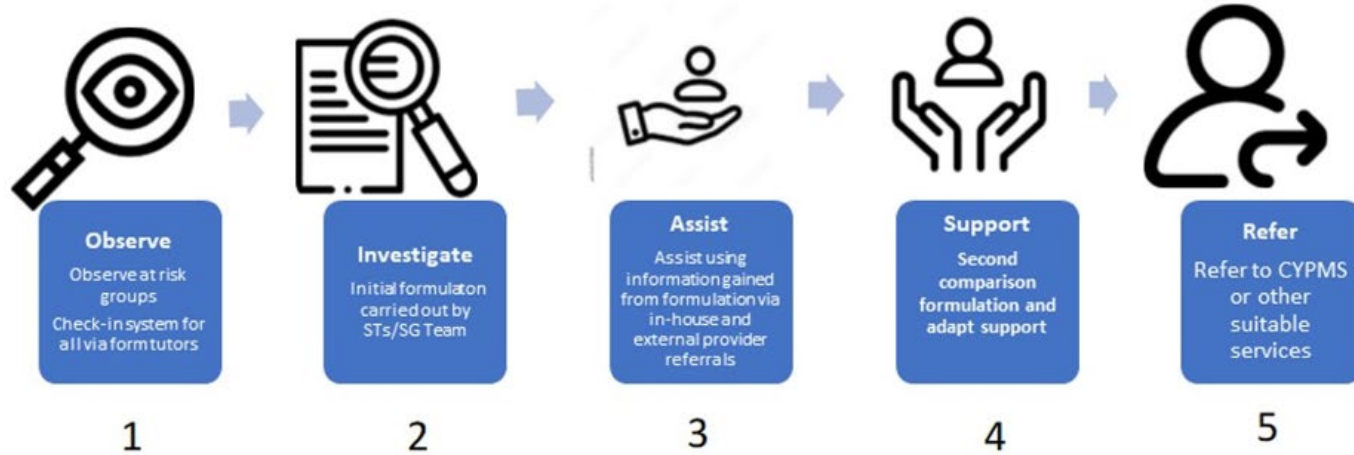 Observe
Observe at risk
groups
Check-in system for
all via form tutors
1
Investigate
Initial formulaton
carried out by
STs/SG Team
2
Assist
Assist using
information gained
from formulation via
in-house and
external provider
referrals
3
Support
Second
comparison
formulation and
adapt support
4
Refer
Refer to CYPMS
or other
suitable
services
5